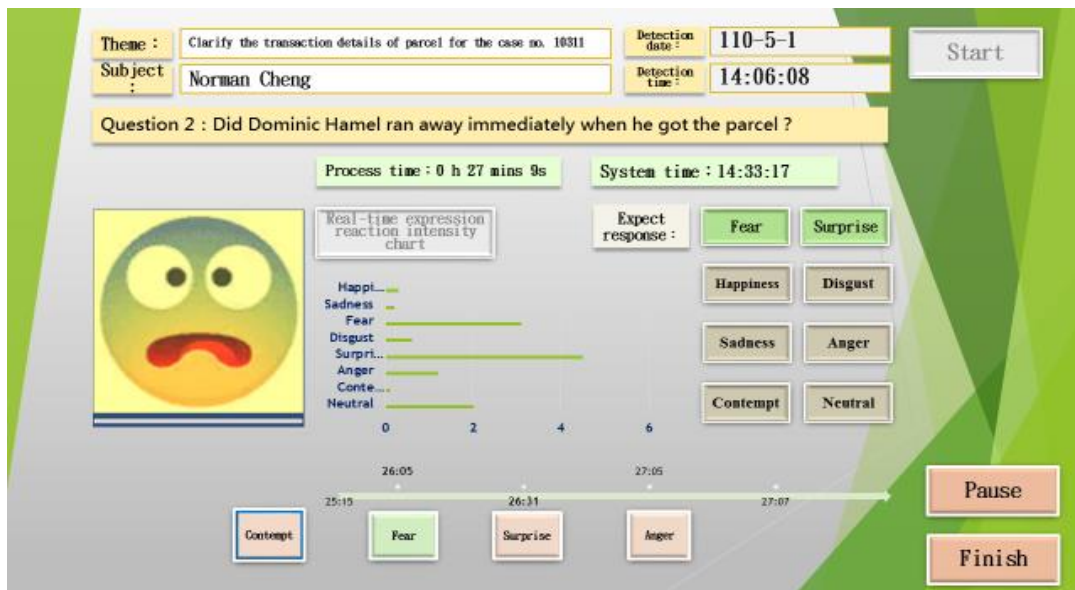 Theme :
Clarify the transaction details of parcel for the case no. 10311
Detection
date :
110-5-1
Start
Subject
:
Norman Cheng
Detection
time :
14:06:08
Question 2 : Did Dominic Hamel ran away immediately when he got the parcel ?
Process time : 0 h 27 mins 9s
System time : 14:33:17
Real-time expression
reaction intensity
chart
Expect
response :
Fear
Surprise
Happiness
Disgust
Sadness
Anger
Contempt
Neutral
Happi...
Sadness
Fear
Disgust
Surpri...
Anger
Conte...
Neutral
0 2 4 6
26:05
27:05
25:15
26:31
27:07
Contempt
Fear
Surprise
Anger
Pause
Finish